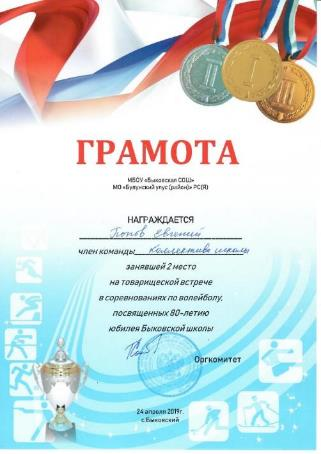 ГРАМОТА
МБОУ «Быковская СОШ»
МО «Булунский улус (район)» РС(Я)
НАГРАЖДАЕТСЯ
Попов Евгений
член команды Коллектива школы
занявшей 2 место
на товарищеской встрече
в соревнованиях по волейболу,
посвященных 80-летию
юбилея Быковской школы
Оргкомитет
24 апреля 2019г.
с.Быковский